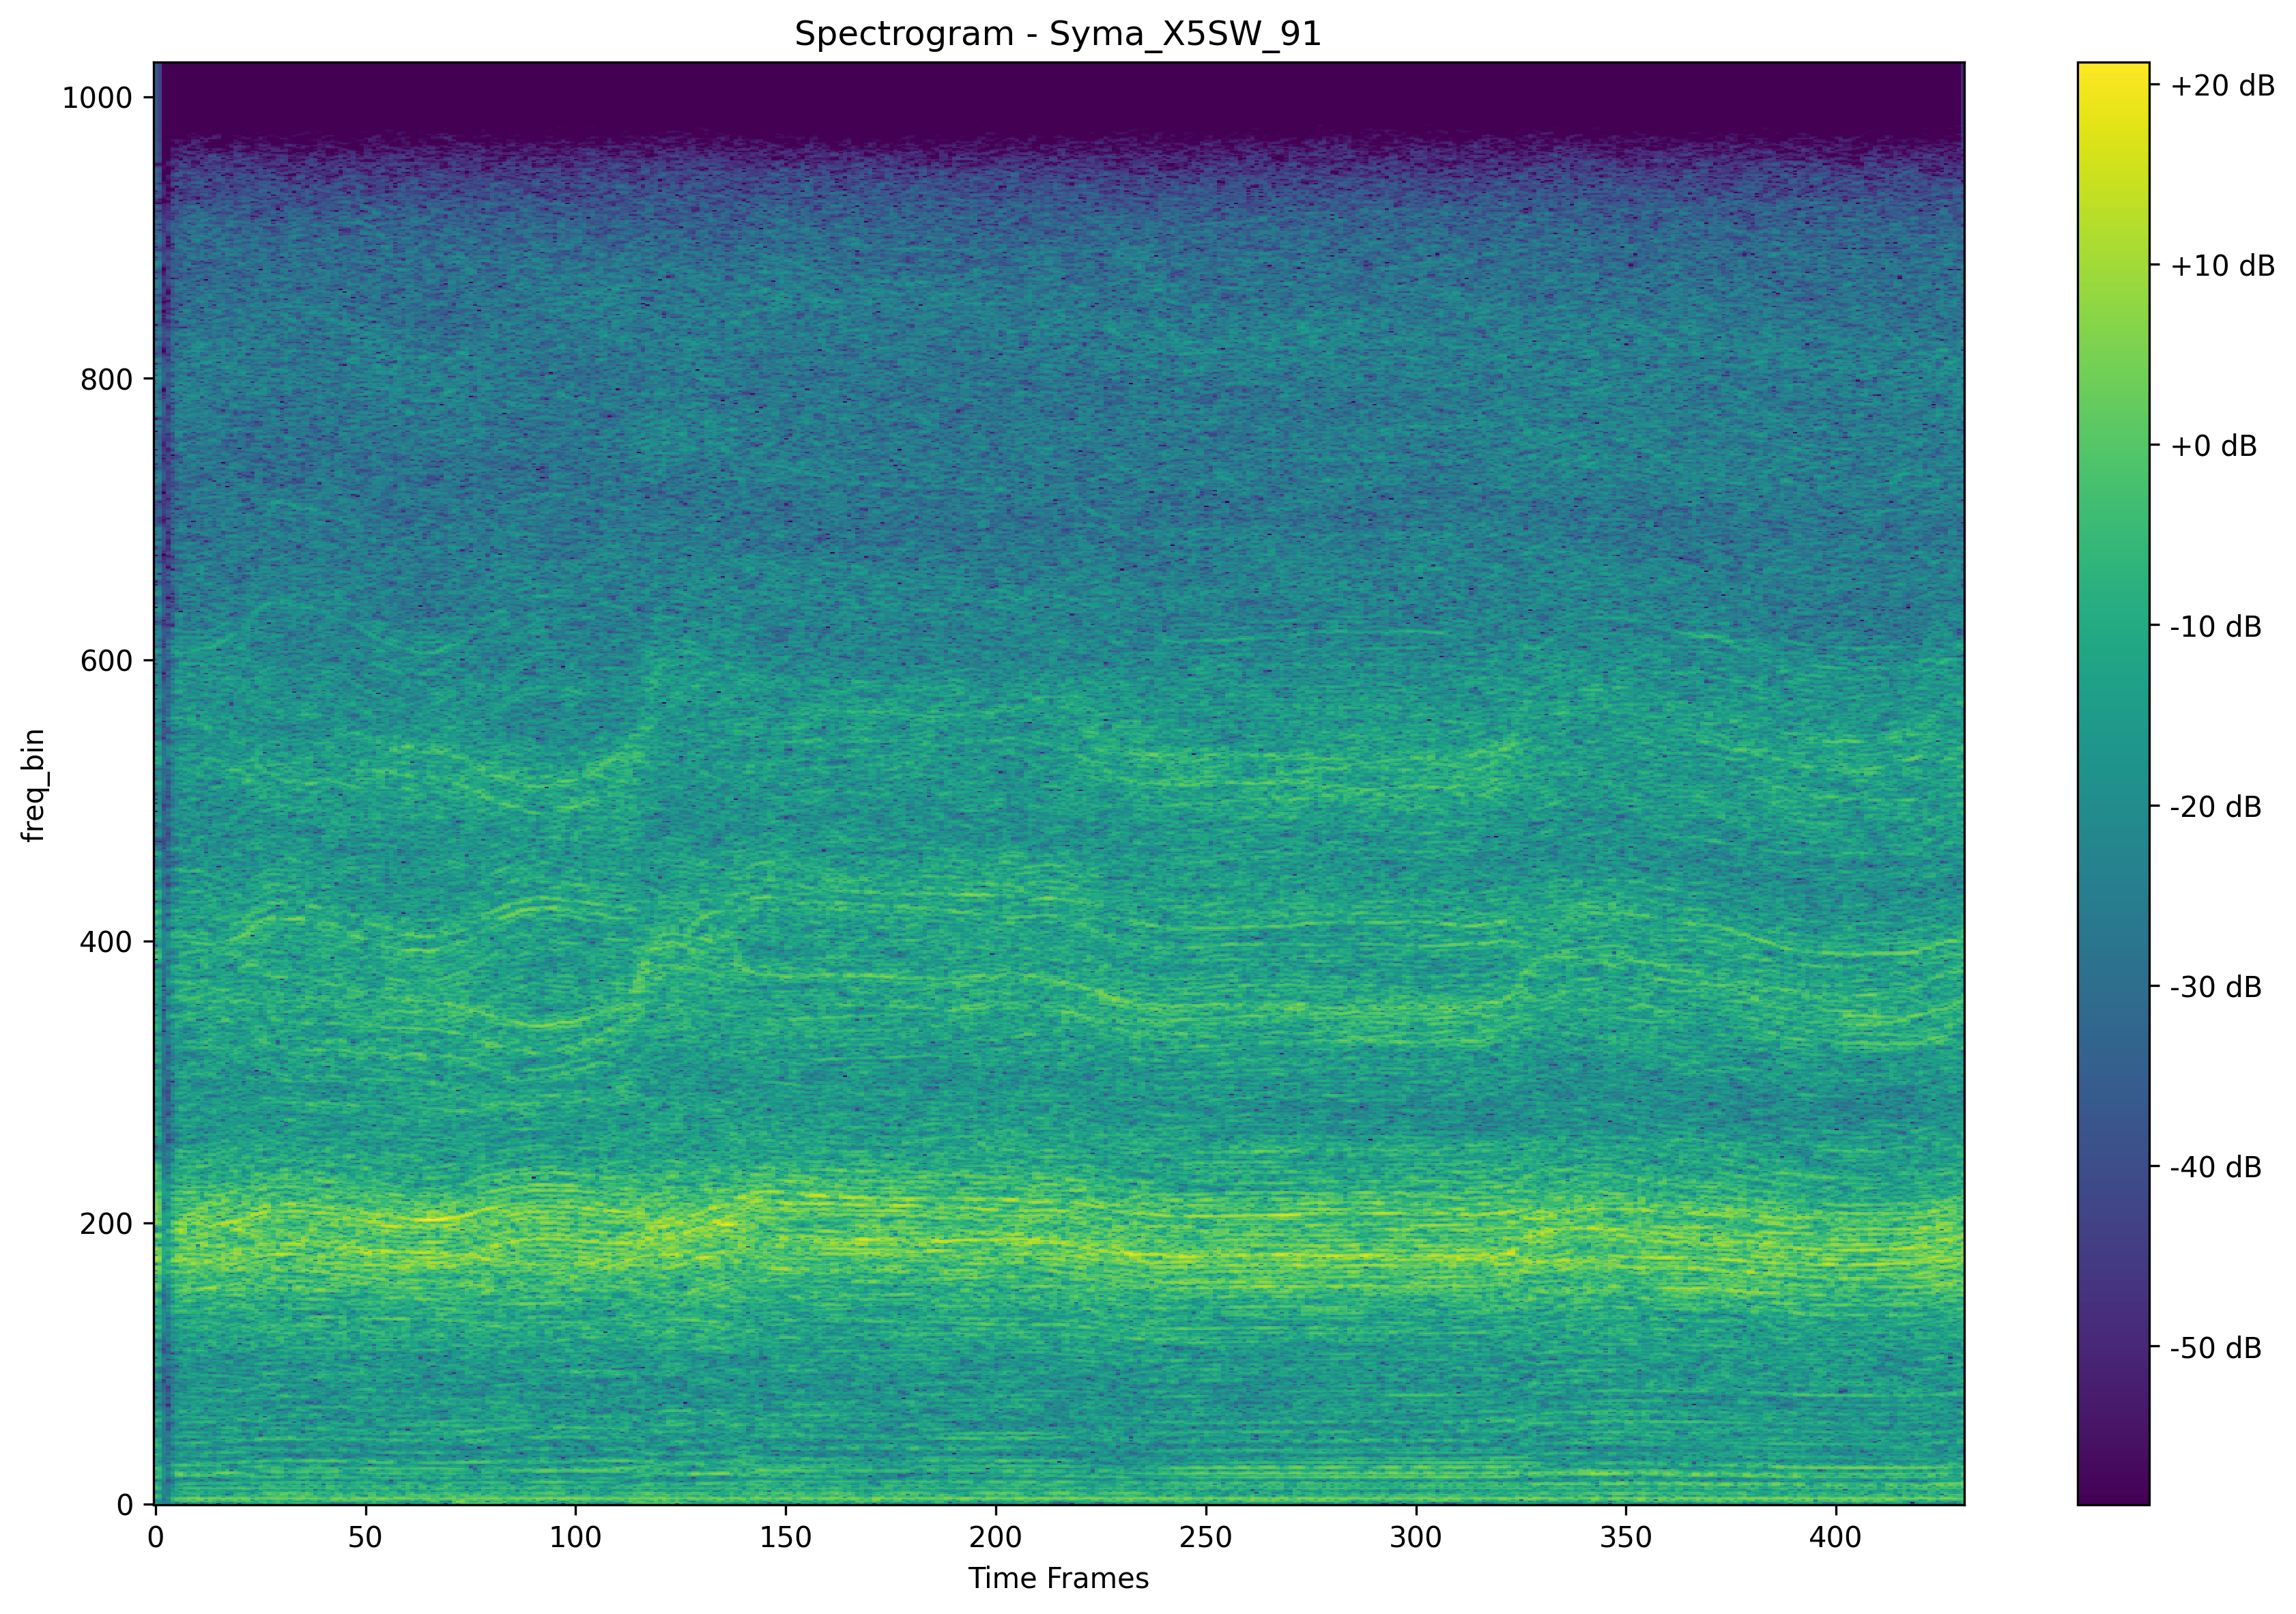 Spectrogram - Syma_X5SW_91
1000
800
600
400
200
0
freq_bin
0 50 100 150 200 250 300 350 400
Time Frames
+20 dB
+10 dB
+0 dB
-10 dB
-20 dB
-30 dB
-40 dB
-50 dB